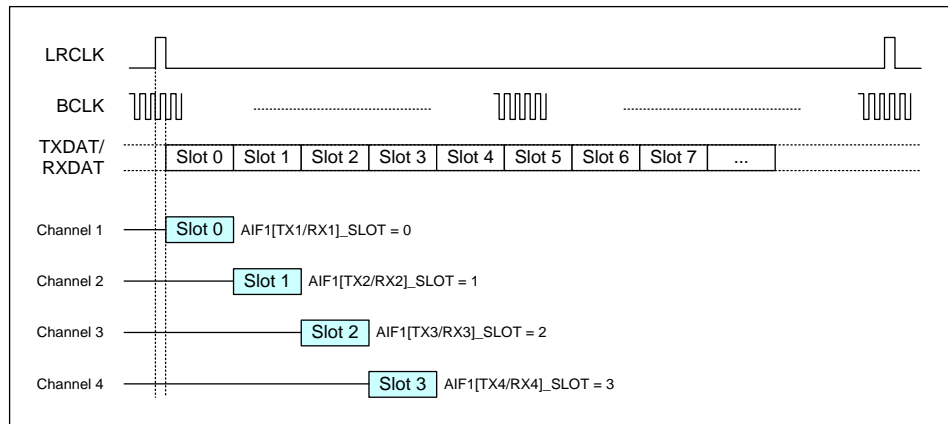 LRCLK
BCLK
TXDAT/
RXDAT
Slot 0 Slot 1 Slot 2 Slot 3 Slot 4 Slot 5 Slot 6 Slot 7 ...
Channel 1 Slot 0 AIF1[TX1/RX1]_SLOT = 0
Channel 2 Slot 1 AIF1[TX2/RX2]_SLOT = 1
Channel 3 Slot 2 AIF1[TX3/RX3]_SLOT = 2
Channel 4 Slot 3 AIF1[TX4/RX4]_SLOT = 3